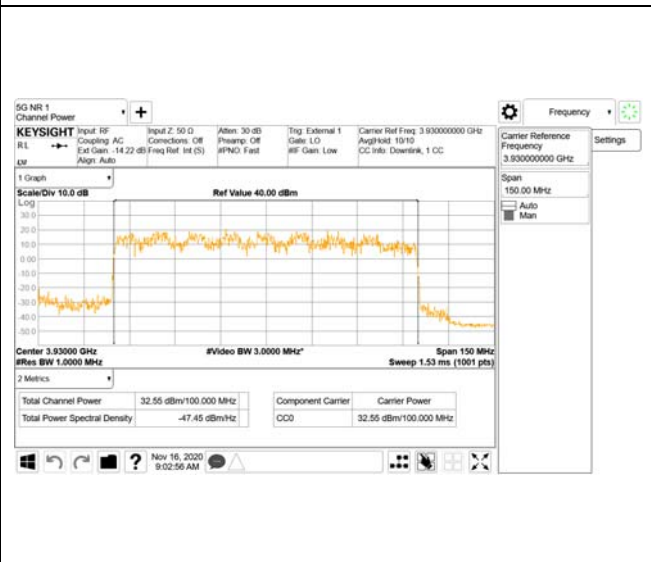 5G NR 1
Channel Power
Frequency
KEYSIGHT
Input: RF
Input Z: 50 Ω
Atten: 30 dB
Trig: External 1
Carrier Ref Freq: 3.930000000 GHz
RL
Coupling: AC
Corrections: Off
Preamp: Off
Gate: LO
Avg|Hold: 10/10
Ext Gain: -14.22 dB
Freq Ref: Int (S)
#PNO: Fast
#IF Gain: Low
CC Info: Downlink, 1 CC
Align: Auto
Carrier Reference
Frequency
3.930000000 GHz
Settings
Span
150.00 MHz
Auto
Man
1 Graph
Scale/Div 10.0 dB
Ref Value 40.00 dBm
Log
30.0
20.0
10.0
0.00
-10.0
-20.0
-30.0
-40.0
-50.0
Center 3.93000 GHz
#Video BW 3.0000 MHz*
Span 150 MHz
#Res BW 1.0000 MHz
Sweep 1.53 ms (1001 pts)
2 Metrics
Total Channel Power
32.55 dBm/100.000 MHz
Total Power Spectral Density
-47.45 dBm/Hz
Component Carrier
Carrier Power
CC0
32.55 dBm/100.000 MHz
?
Nov 16, 2020
9:02:56 AM